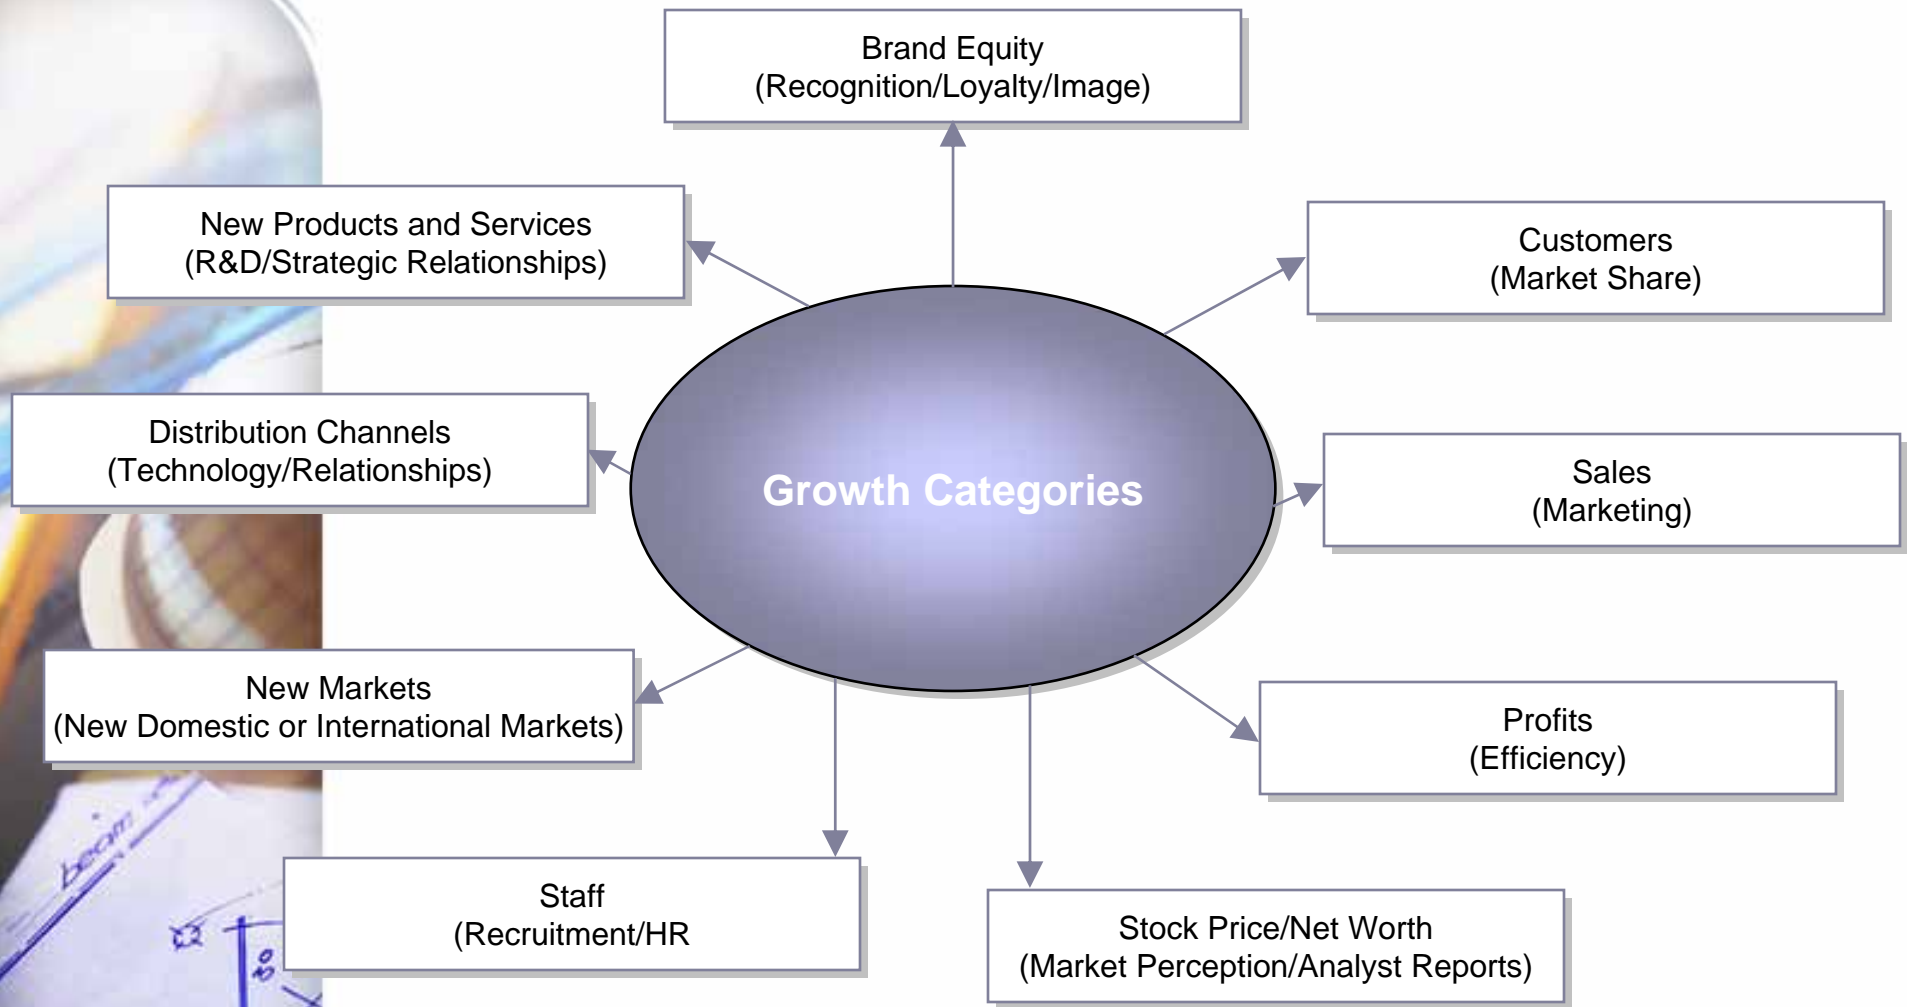 Brand Equity
(Recognition/Loyalty/Image)
New Products and Services
(R&D/Strategic Relationships)
Customers
(Market Share)
Distribution Channels
(Technology/Relationships)
Growth Categories
Sales
(Marketing)
New Markets
(New Domestic or International Markets)
Profits
(Efficiency)
Staff
(Recruitment/HR
Stock Price/Net Worth
(Market Perception/Analyst Reports)
beam